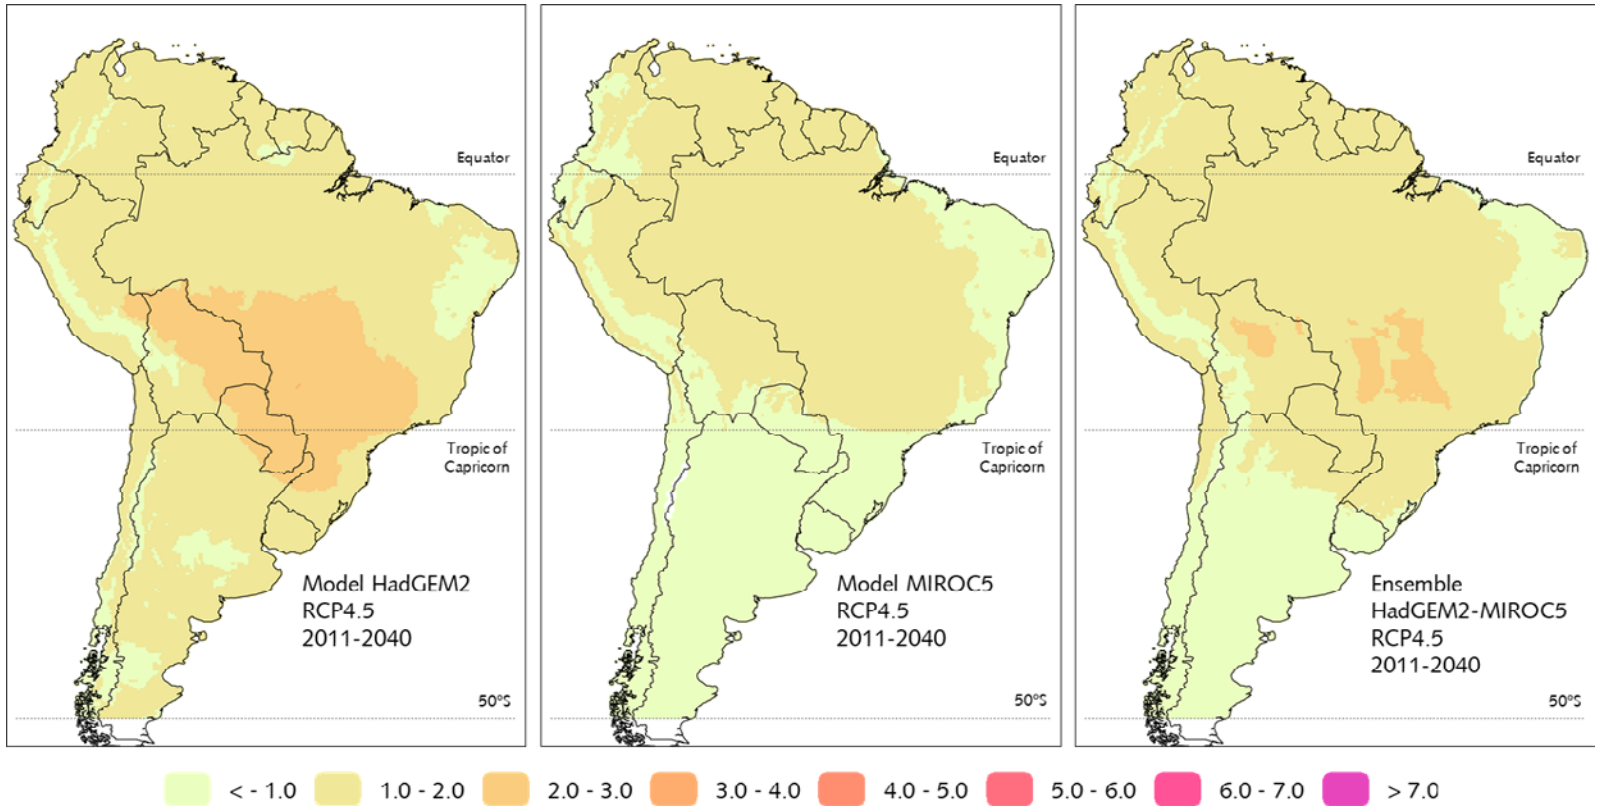 Equator
Tropic of
Capricorn
Model HadGEM2
RCP4.5
2011-2040
50ºS
Equator
Tropic of
Capricorn
Model MIROC5
RCP4.5
2011-2040
50ºS
Equator
Tropic of
Capricorn
Ensemble
HadGEM2-MIROC5
RCP4.5
2011-2040
50ºS
< - 1.0 1.0 - 2.0 2.0 - 3.0 3.0 - 4.0 4.0 - 5.0 5.0 - 6.0 6.0 - 7.0 > 7.0